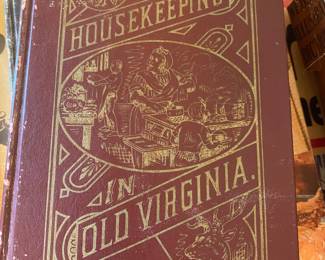 HOUSEKEEPING
IN
OLD VIRGINIA.